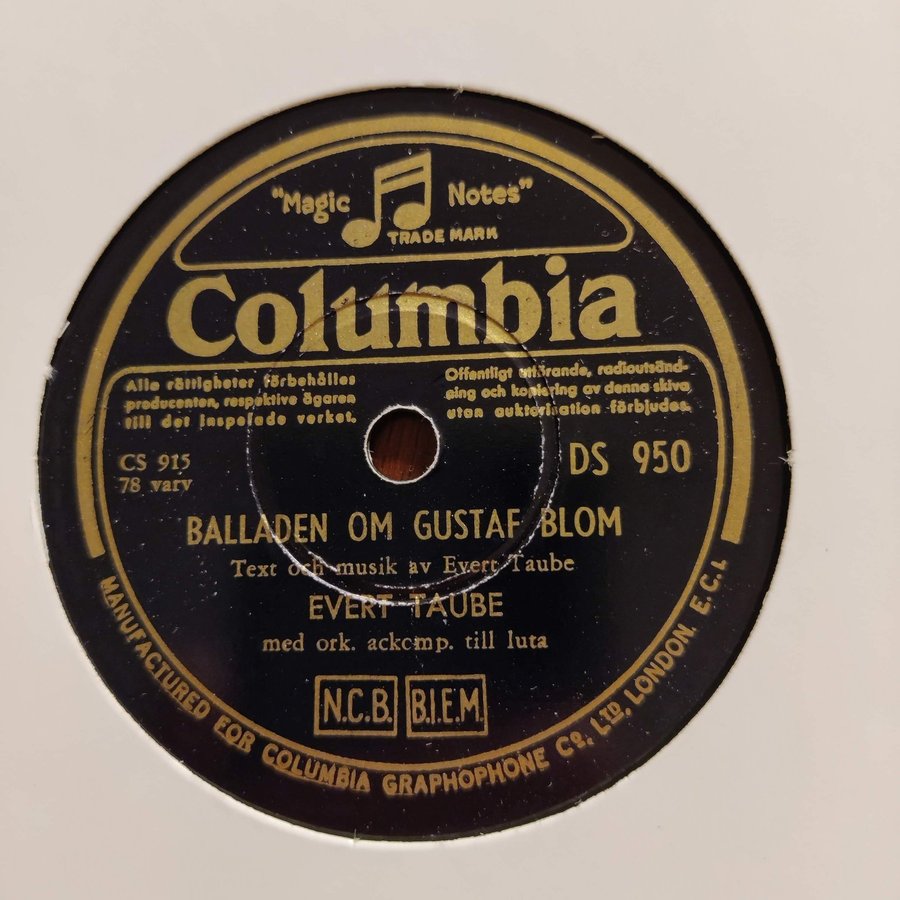 "Magic Notes"
TRADE MARK
Columbia
Alla rättigheter förbehålles
producenten, respektive ägaren
till det inspelade verket.
Offentligt utförande, radioutsänd-
ning och kopiering av denna skiva
utan auktorisation förbjudes.
CS 915
78 varv
DS 950
BALLADEN OM GUSTAF BLOM
Text och musik av Evert Taube
EVERT TAUBE
med ork. ackomp. till luta
N.C.B. B.I.E.M.
MANUFACTURED FOR COLUMBIA GRAPHOPHONE Co., LTD, LONDON. E.C.1.